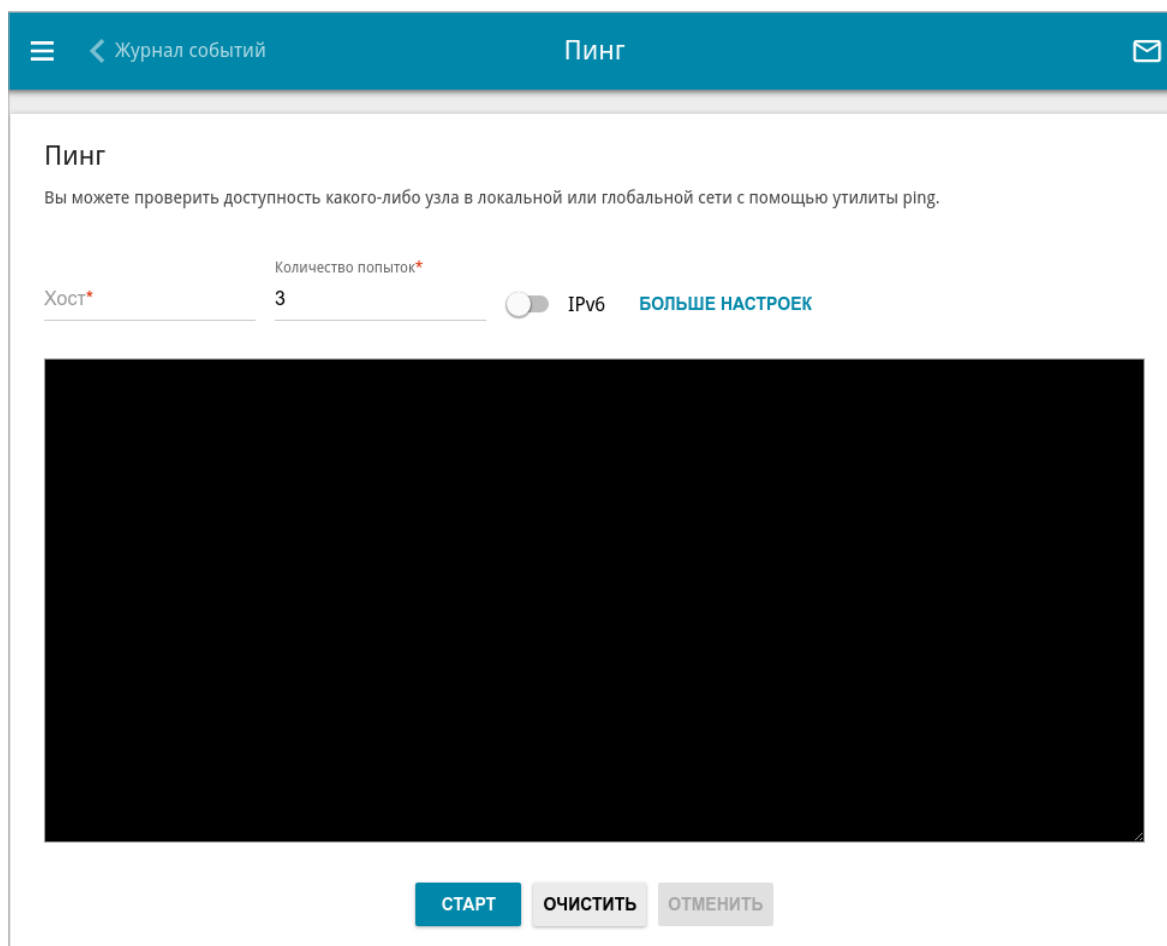 Журнал событий
Пинг
Пинг
Вы можете проверить доступность какого-либо узла в локальной или глобальной сети с помощью утилиты ping.
Количество попыток*
Хост*
3
IPv6
БОЛЬШЕ НАСТРОЕК
СТАРТ
ОЧИСТИТЬ
ОТМЕНИТЬ